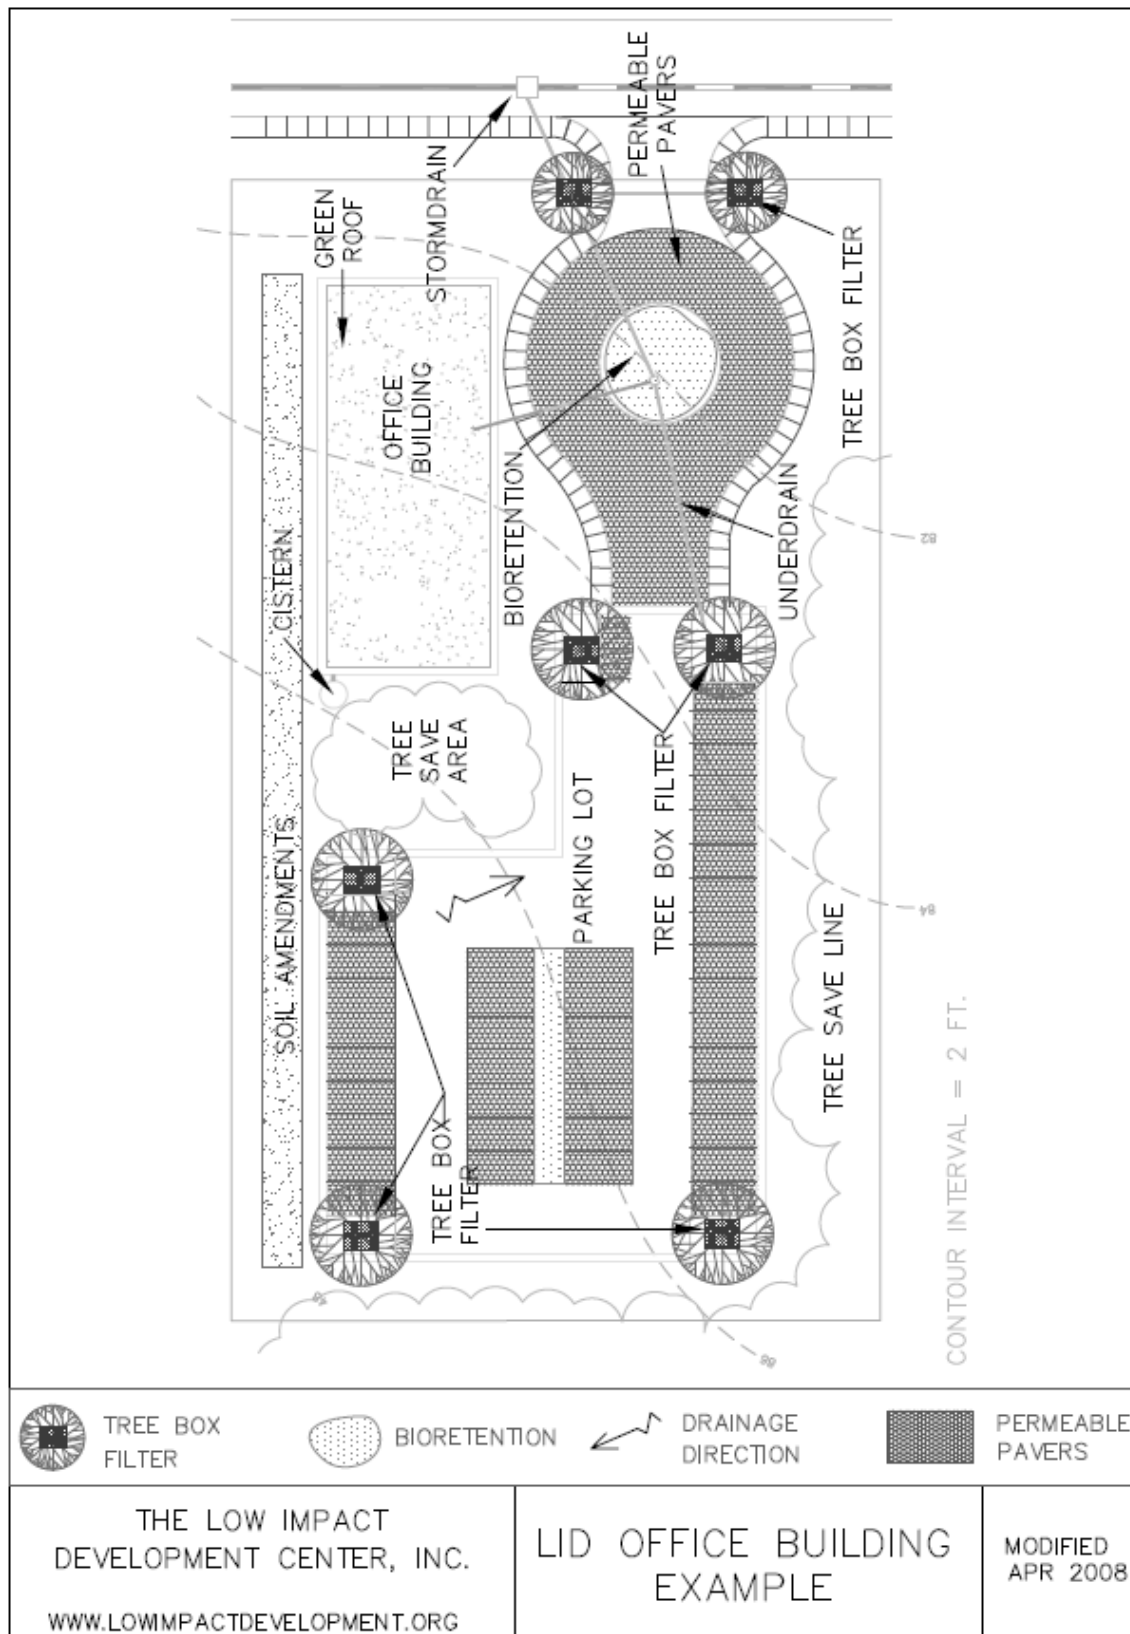 PERMEABLE
PAVERS
STORMDRAIN
GREEN
ROOF
TREE BOX FILTER
OFFICE
BUILDING
BIORETENTION
UNDERDRAIN
CISTERN
82
TREE
SAVE
AREA
PARKING LOT
TREE BOX FILTER
SOIL AMENDMENTS
84
TREE SAVE LINE
TREE BOX
FILTER
CONTOUR INTERVAL = 2 FT.
TREE BOX
FILTER
BIORETENTION
DRAINAGE
DIRECTION
PERMEABLE
PAVERS
THE LOW IMPACT
DEVELOPMENT CENTER, INC.
WWW.LOWIMPACTDEVELOPMENT.ORG
LID OFFICE BUILDING
EXAMPLE
MODIFIED
APR 2008